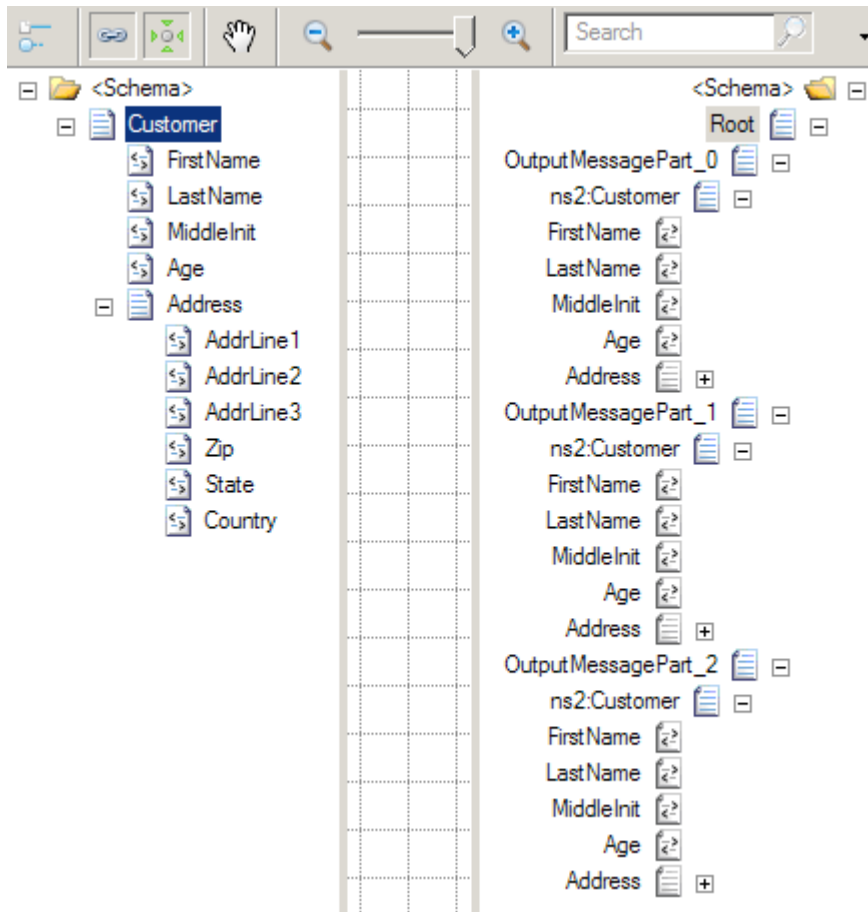 Search
<Schema>
Customer
FirstName
LastName
MiddleInit
Age
Address
AddrLine1
AddrLine2
AddrLine3
Zip
State
Country
<Schema>
Root
OutputMessagePart_0
ns2:Customer
FirstName
LastName
MiddleInit
Age
Address
OutputMessagePart_1
ns2:Customer
FirstName
LastName
MiddleInit
Age
Address
OutputMessagePart_2
ns2:Customer
FirstName
LastName
MiddleInit
Age
Address